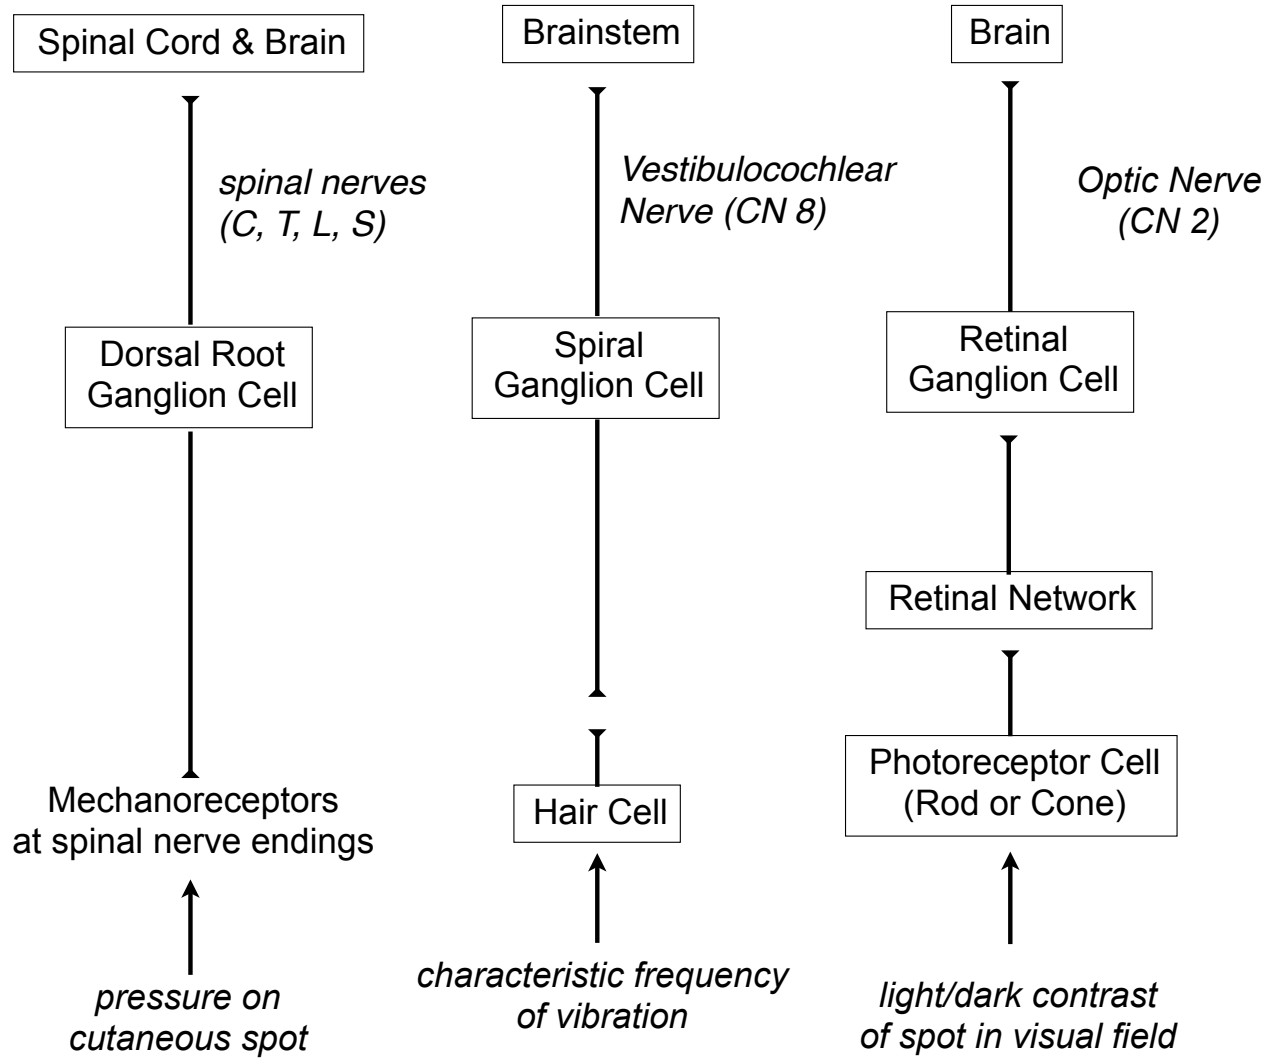 Spinal Cord & Brain
spinal nerves
(C, T, L, S)
Dorsal Root
Ganglion Cell
Mechanoreceptors
at spinal nerve endings
pressure on
cutaneous spot
Brainstem
Vestibulocochlear
Nerve (CN 8)
Spiral
Ganglion Cell
Hair Cell
characteristic frequency
of vibration
Brain
Optic Nerve
(CN 2)
Retinal
Ganglion Cell
Retinal Network
Photoreceptor Cell
(Rod or Cone)
light/dark contrast
of spot in visual field